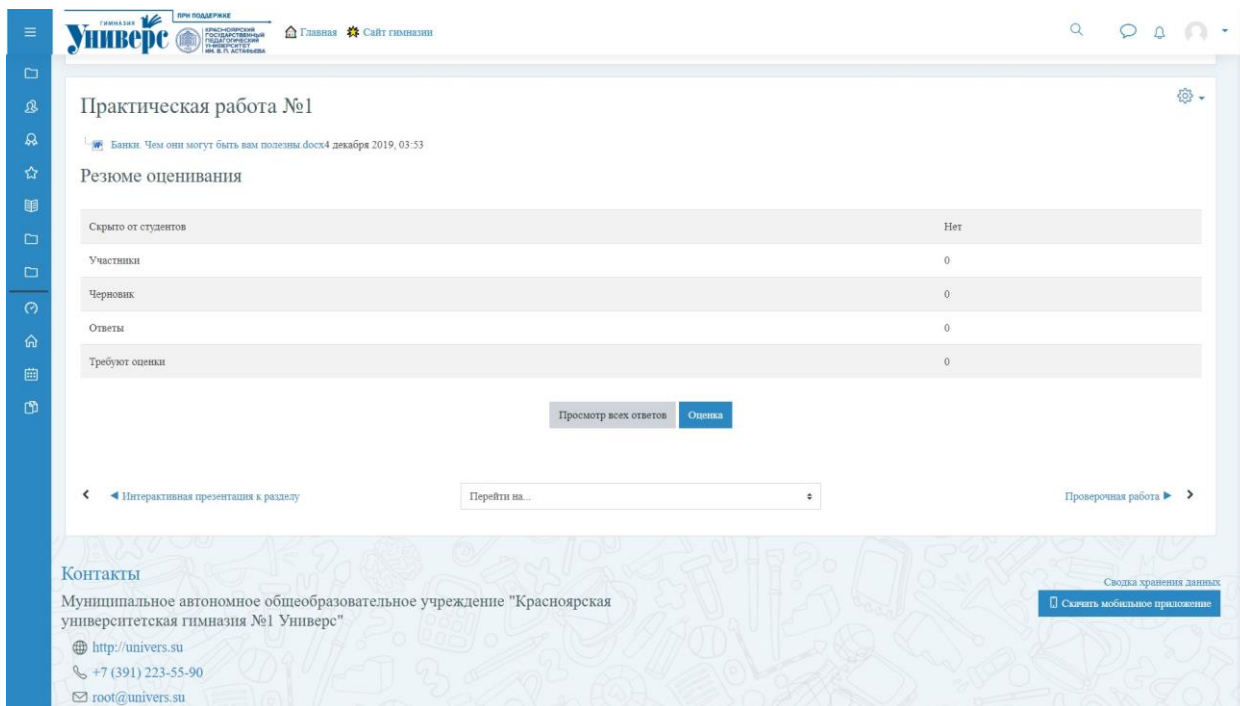 ГИМНАЗИЯ
Универс
ПРИ ПОДДЕРЖКЕ
КРАСНОЯРСКИЙ
ГОСУДАРСТВЕННЫЙ
ПЕДАГОГИЧЕСКИЙ
УНИВЕРСИТЕТ
ИМ. В. П. АСТАФЬЕВА
Главная Сайт гимназии
Практическая работа №1
Банки. Чем они могут быть вам полезны.docx4 декабря 2019, 03:53
Резюме оценивания
Скрыто от студентов Нет
Участники 0
Черновик 0
Ответы 0
Требуют оценки 0
Просмотр всех ответов Оценка
◀ Интерактивная презентация к разделу Перейти на... Проверочная работа ▶
Контакты
Муниципальное автономное общеобразовательное учреждение "Красноярская
университетская гимназия №1 Универс"
http://univers.su
+7 (391) 223-55-90
root@univers.su
Сводка хранения данных
Скачать мобильное приложение